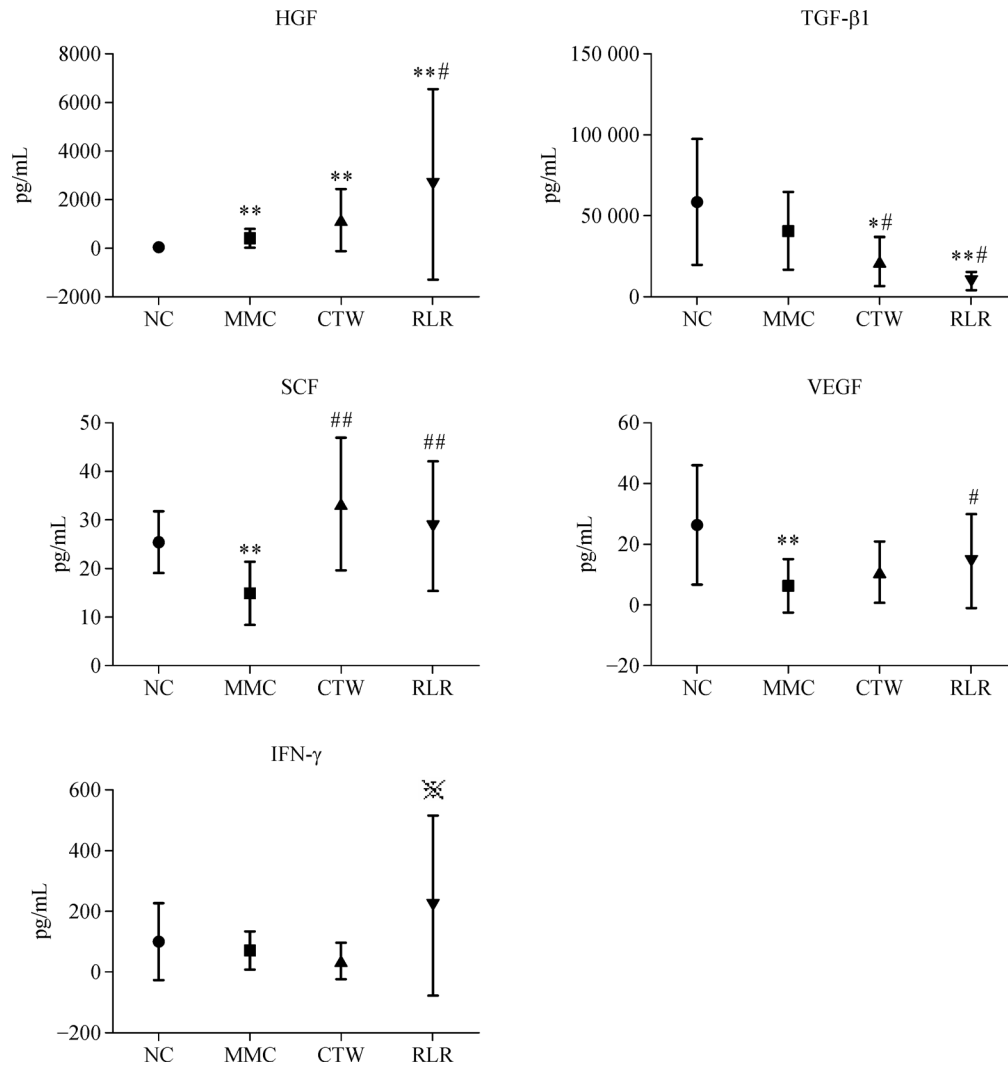 HGF
8000
6000
4000
2000
0
−2000
pg/mL
**
**
**#
NC MMC CTW RLR
TGF-β1
150 000
100 000
50 000
0
pg/mL
*#
**#
NC MMC CTW RLR
SCF
50
40
30
20
10
0
pg/mL
**
##
##
NC MMC CTW RLR
VEGF
60
40
20
0
−20
pg/mL
**
#
NC MMC CTW RLR
IFN-γ
600
400
200
0
−200
pg/mL
※
NC MMC CTW RLR